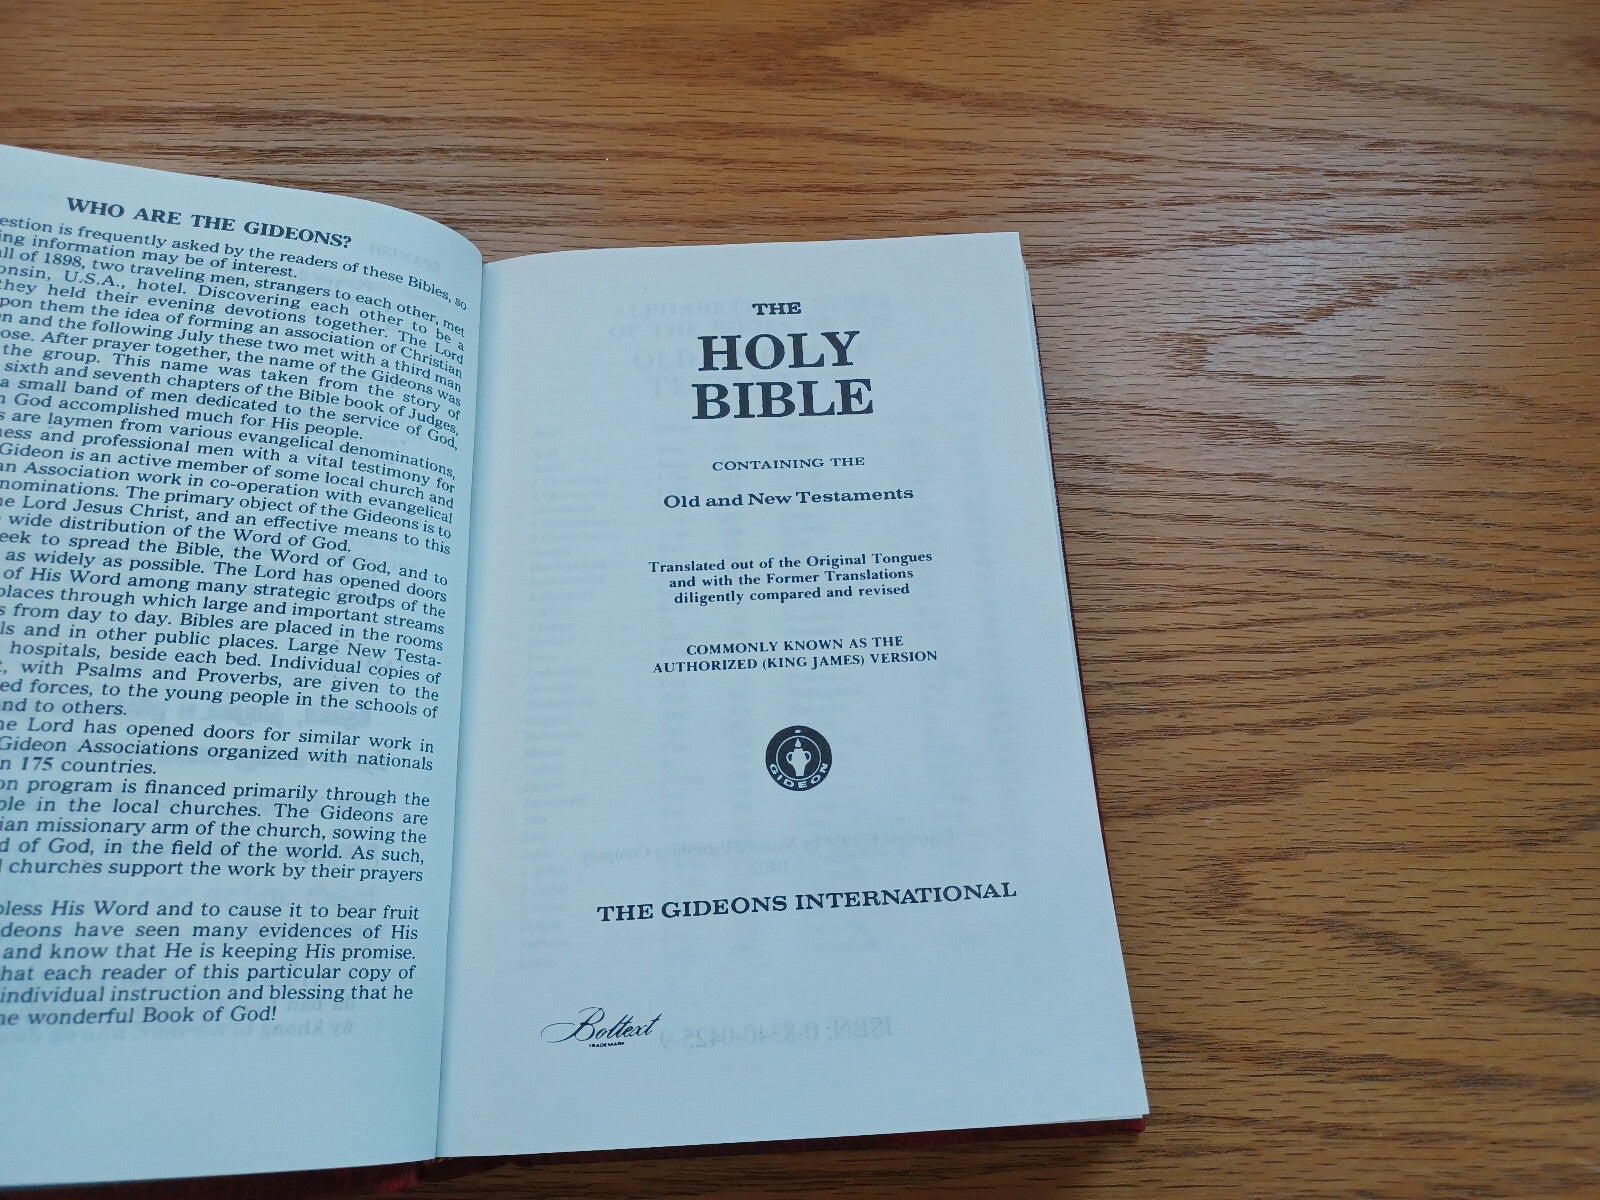 WHO ARE THE GIDEONS?
estion is frequently asked by the readers of these Bibles, so
ing information may be of interest.
all of 1898, two traveling men, strangers to each other, met
onsin, U.S.A., hotel. Discovering each other to be a
they held their evening devotions together. The Lord
pon them the idea of forming an association of Christian
n and the following July these two met with a third man
ose. After prayer together, the name of the Gideons was
the group. This name was taken from the story of
sixth and seventh chapters of the Bible book of Judges,
a small band of men dedicated to the service of God,
h God accomplished much for His people.
s are laymen from various evangelical denominations,
ness and professional men with a vital testimony for
Gideon is an active member of some local church and
an Association work in co-operation with evangelical
nominations. The primary object of the Gideons is to
he Lord Jesus Christ, and an effective means to this
wide distribution of the Word of God.
eek to spread the Bible, the Word of God, and to
as widely as possible. The Lord has opened doors
of His Word among many strategic groups of the
places through which large and important streams
s from day to day. Bibles are placed in the rooms
ls and in other public places. Large New Testa-
hospitals, beside each bed. Individual copies of
t, with Psalms and Proverbs, are given to the
ed forces, to the young people in the schools of
nd to others.
he Lord has opened doors for similar work in
Gideon Associations organized with nationals
n 175 countries.
on program is financed primarily through the
ple in the local churches. The Gideons are
ian missionary arm of the church, sowing the
d of God, in the field of the world. As such,
l churches support the work by their prayers
bless His Word and to cause it to bear fruit
ideons have seen many evidences of His
and know that He is keeping His promise.
hat each reader of this particular copy of
individual instruction and blessing that he
he wonderful Book of God!
THE
HOLY
BIBLE
CONTAINING THE
Old and New Testaments
Translated out of the Original Tongues
and with the Former Translations
diligently compared and revised
COMMONLY KNOWN AS THE
AUTHORIZED (KING JAMES) VERSION
GIDEON
THE GIDEONS INTERNATIONAL
Boltext
TRADEMARK